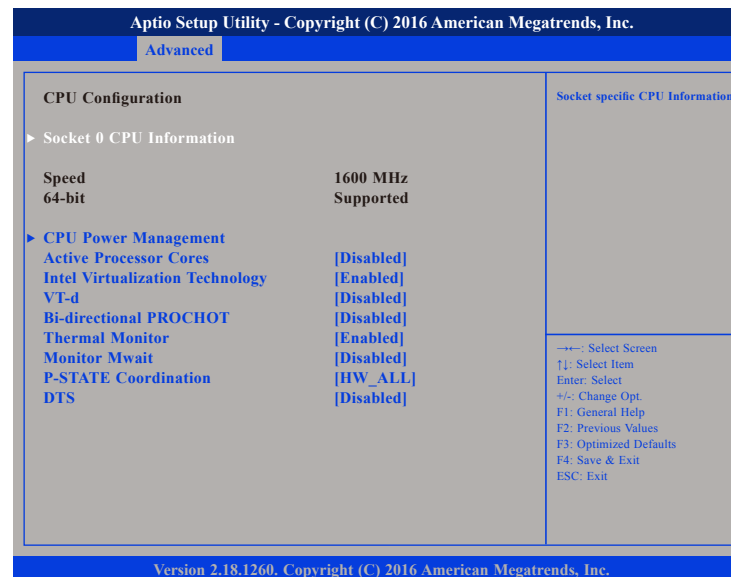 Aptio Setup Utility - Copyright (C) 2016 American Megatrends, Inc.
Advanced
CPU Configuration
▶ Socket 0 CPU Information
Speed 1600 MHz
64-bit Supported
▶ CPU Power Management
Active Processor Cores [Disabled]
Intel Virtualization Technology [Enabled]
VT-d [Disabled]
Bi-directional PROCHOT [Disabled]
Thermal Monitor [Enabled]
Monitor Mwait [Disabled]
P-STATE Coordination [HW_ALL]
DTS [Disabled]
Socket specific CPU Information
→←: Select Screen
↑↓: Select Item
Enter: Select
+/-: Change Opt.
F1: General Help
F2: Previous Values
F3: Optimized Defaults
F4: Save & Exit
ESC: Exit
Version 2.18.1260. Copyright (C) 2016 American Megatrends, Inc.